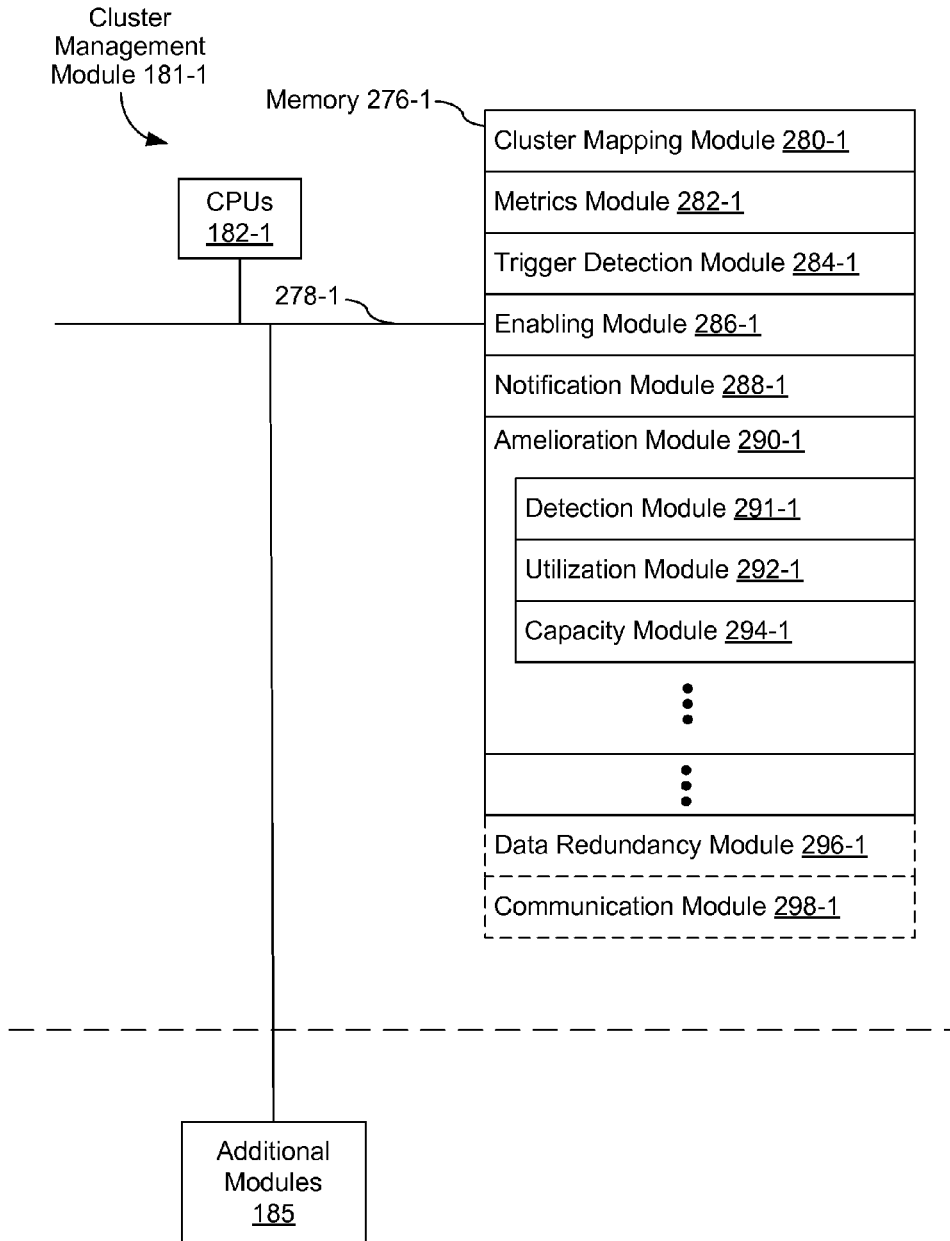 Cluster
Management
Module 181-1
Memory 276-1
Cluster Mapping Module 280-1
Metrics Module 282-1
CPUs
182-1
Trigger Detection Module 284-1
278-1
Enabling Module 286-1
Notification Module 288-1
Amelioration Module 290-1
Detection Module 291-1
Utilization Module 292-1
Capacity Module 294-1
Data Redundancy Module 296-1
Communication Module 298-1
Additional
Modules
185